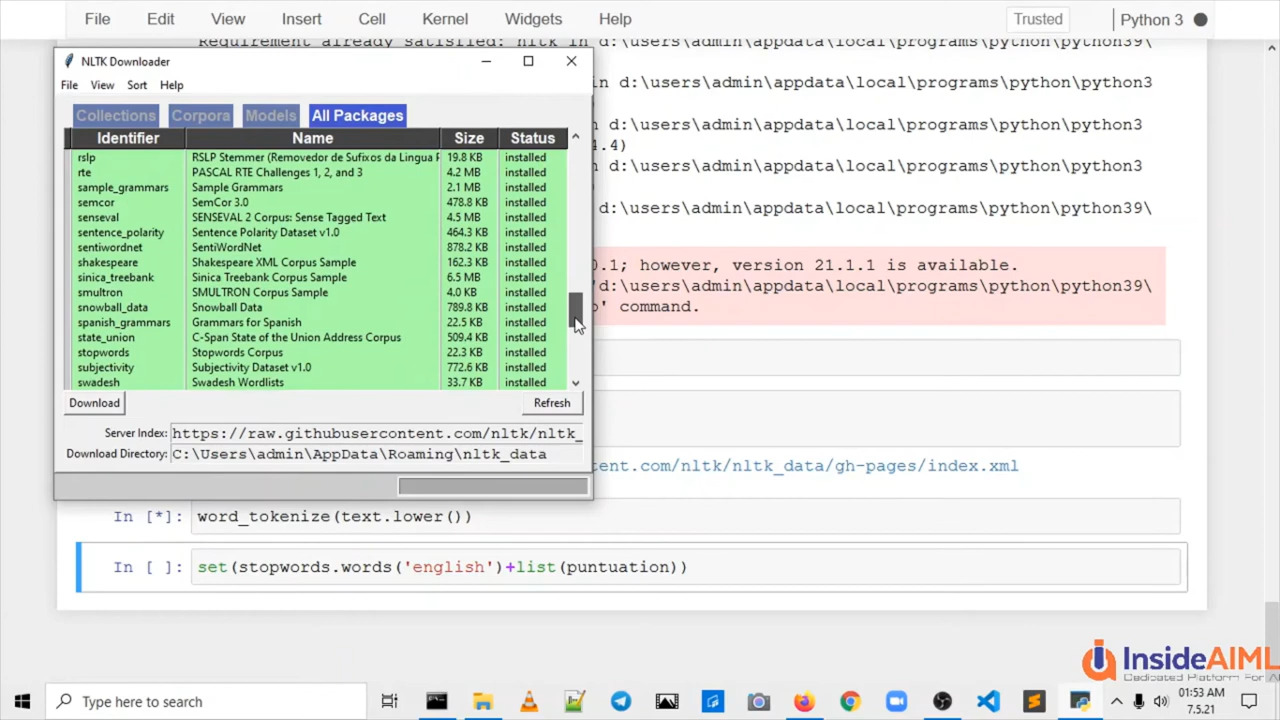 File Edit View Insert Cell Kernel Widgets Help Trusted Python 3
Requirement already satisfied: nltk in d:\users\admin\appdata\local\programs\python\python39\
NLTK Downloader
d:\users\admin\appdata\local\programs\python\python3
File View Sort Help
Collections Corpora Models All Packages
d:\users\admin\appdata\local\programs\python\python3
Identifier Name Size Status
4.4)
rslp RSLP Stemmer (Removedor de Sufixos da Lingua P 19.8 KB installed
d:\users\admin\appdata\local\programs\python\python3
rte PASCAL RTE Challenges 1, 2, and 3 4.2 MB installed
sample_grammars Sample Grammars 2.1 MB installed
semcor SemCor 3.0 478.8 KB installed
d:\users\admin\appdata\local\programs\python\python39\
senseval SENSEVAL 2 Corpus: Sense Tagged Text 4.5 MB installed
sentence_polarity Sentence Polarity Dataset v1.0 464.3 KB installed
sentiwordnet SentiWordNet 878.2 KB installed
shakespeare Shakespeare XML Corpus Sample 162.3 KB installed
0.1; however, version 21.1.1 is available.
sinica_treebank Sinica Treebank Corpus Sample 6.5 MB installed
'd:\users\admin\appdata\local\programs\python\python39\
smultron SMULTRON Corpus Sample 4.0 KB installed
snowball_data Snowball Data 789.8 KB installed
' command.
spanish_grammars Grammars for Spanish 22.5 KB installed
state_union C-Span State of the Union Address Corpus 509.4 KB installed
stopwords Stopwords Corpus 22.3 KB installed
subjectivity Subjectivity Dataset v1.0 772.6 KB installed
swadesh Swadesh Wordlists 33.7 KB installed
Download Refresh
Server Index: https://raw.githubusercontent.com/nltk/nltk_
Download Directory: C:\Users\admin\AppData\Roaming\nltk_data
tent.com/nltk/nltk_data/gh-pages/index.xml
In [*]: word_tokenize(text.lower())
In [ ]: set(stopwords.words('english')+list(puntuation))
InsideAIML
Dedicated Platform For AI
Type here to search
01:53 AM
7.5.21